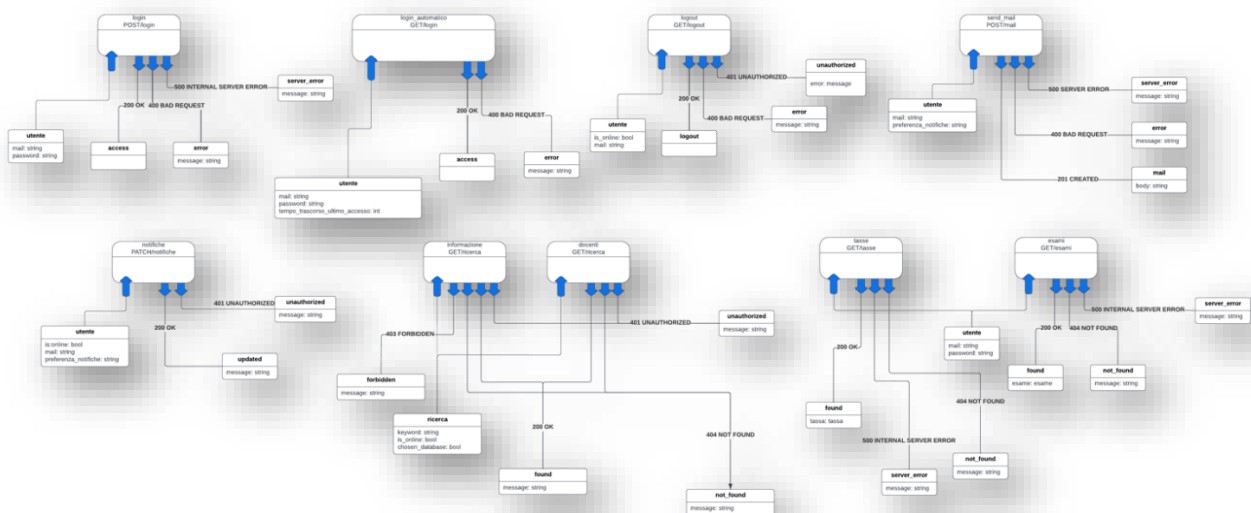 login
POST/login
500 INTERNAL SERVER ERROR
server_error
message: string
200 OK
400 BAD REQUEST
utente
mail: string
password: string
access
error
message: string
login_automatico
GET/login
200 OK
400 BAD REQUEST
access
error
message: string
utente
mail: string
password: string
tempo_trascorso_ultimo_accesso: int
logout
GET/logout
401 UNAUTHORIZED
unauthorized
error: message
200 OK
400 BAD REQUEST
error
message: string
utente
is_online: bool
mail: string
logout
send_mail
POST/mail
500 SERVER ERROR
server_error
message: string
utente
mail: string
preferenza_notifiche: string
400 BAD REQUEST
error
message: string
201 CREATED
mail
body: string
notifiche
PATCH/notifiche
401 UNAUTHORIZED
unauthorized
message: string
200 OK
utente
is:online: bool
mail: string
preferenza_notifiche: string
updated
message: string
informazione
GET/ricerca
docenti
GET/ricerca
401 UNAUTHORIZED
unauthorized
message: string
403 FORBIDDEN
forbidden
message: string
ricerca
keyword: string
is_online: bool
chosen_database: bool
200 OK
404 NOT FOUND
found
message: string
not_found
message: string
tasse
GET/tasse
esami
GET/esami
500 INTERNAL SERVER ERROR
server_error
message: string
utente
mail: string
password: string
200 OK
404 NOT FOUND
found
esame: esame
not_found
message: string
200 OK
found
tassa: tassa
404 NOT FOUND
500 INTERNAL SERVER ERROR
not_found
message: string
server_error
message: string